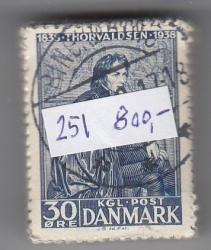 1838 THORVALDSEN 1938
251 800,-
30 KGL·POST
ØRE DANMARK